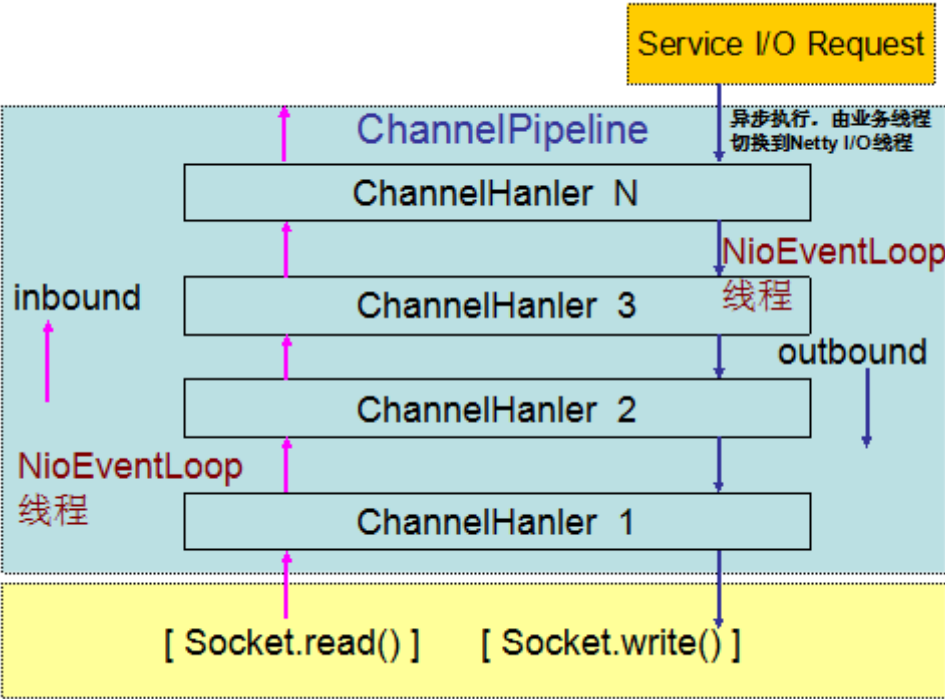 Service I/O Request
异步执行，由业务线程
切换到Netty I/O线程
ChannelPipeline
ChannelHanler N
NioEventLoop
线程
inbound
ChannelHanler 3
outbound
ChannelHanler 2
NioEventLoop
线程
ChannelHanler 1
[ Socket.read() ] [ Socket.write() ]